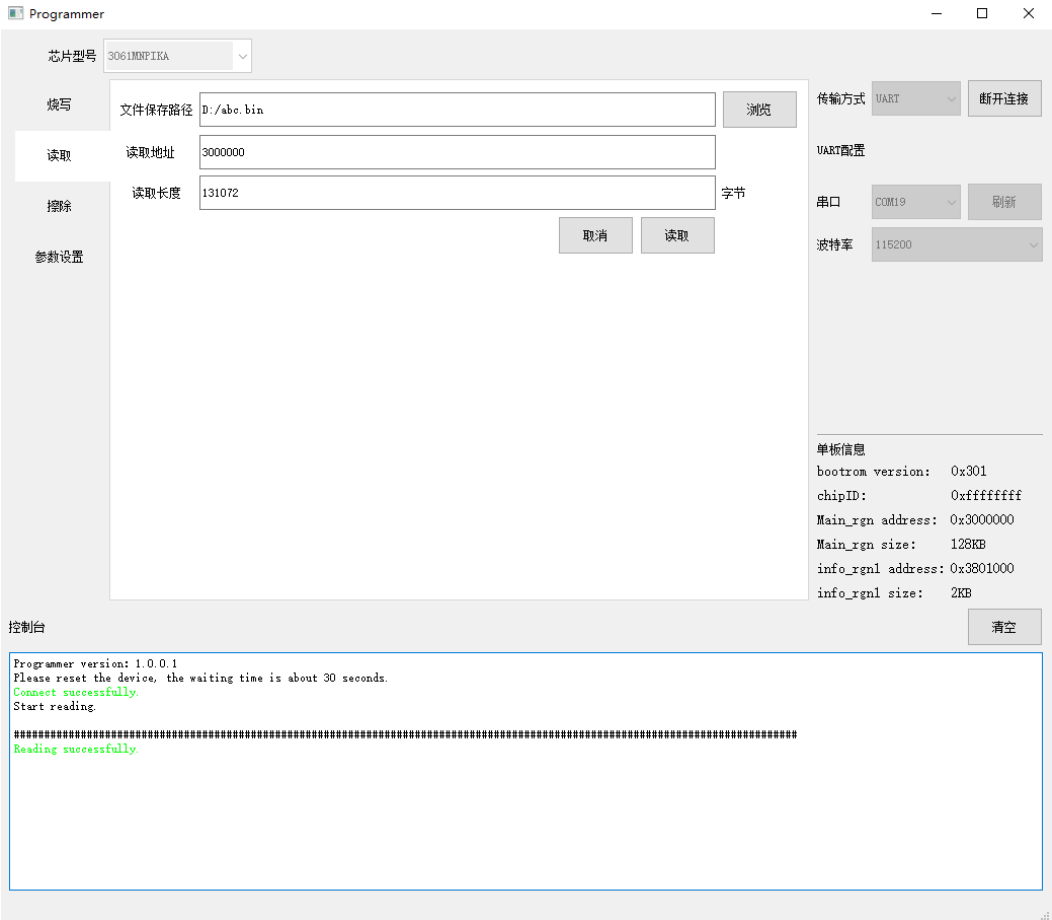 Programmer
芯片型号 3061MNPIKA
烧写
读取
擦除
参数设置
文件保存路径 D:/abc.bin 浏览
读取地址 3000000
读取长度 131072 字节
取消 读取
传输方式 UART 断开连接
UART配置
串口 COM19 刷新
波特率 115200
单板信息
bootrom version: 0x301
chipID: 0xffffffff
Main_rgn address: 0x3000000
Main_rgn size: 128KB
info_rgn1 address: 0x3801000
info_rgn1 size: 2KB
控制台 清空
Programmer version: 1.0.0.1
Please reset the device, the waiting time is about 30 seconds.
Connect successfully.
Start reading.
################################################################################################################################
Reading successfully.